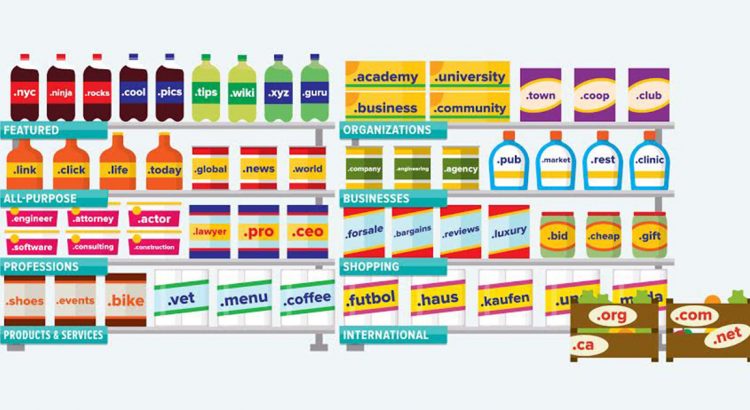 .nyc
.ninja
.rocks
.cool
.pics
.tips
.wiki
.xyz
.guru
FEATURED
.link
.click
.life
.today
.global
.news
.world
ALL-PURPOSE
.engineer
.attorney
.actor
.software
.consulting
.construction
.lawyer
.pro
.ceo
PROFESSIONS
.shoes
.events
.bike
.vet
.menu
.coffee
PRODUCTS & SERVICES
.academy
.university
.business
.community
.town
.coop
.club
ORGANIZATIONS
.company
.engineering
.agency
.pub
.market
.rest
.clinic
BUSINESSES
.forsale
.bargains
.reviews
.luxury
.bid
.cheap
.gift
SHOPPING
.futbol
.haus
.kaufen
INTERNATIONAL
.org
.com
.ca
.net